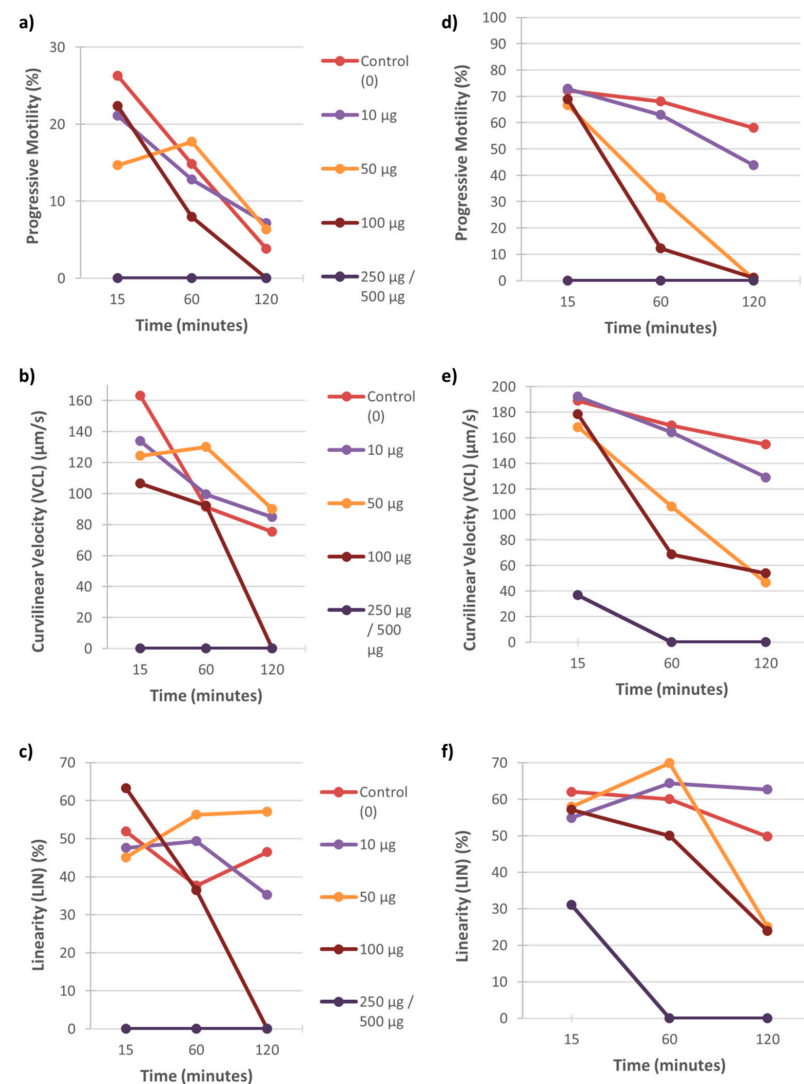 a)
Progressive Motility (%)
30
20
10
0
15 60 120
Time (minutes)
Control
(0)
10 µg
50 µg
100 µg
250 µg /
500 µg
d)
Progressive Motility (%)
100
90
80
70
60
50
40
30
20
10
0
15 60 120
Time (minutes)
b)
Curvilinear Velocity (VCL) (µm/s)
160
140
120
100
80
60
40
20
0
15 60 120
Time (minutes)
Control
(0)
10 µg
50 µg
100 µg
250 µg
/ 500
µg
e)
Curvilinear Velocity (VCL) (µm/s)
200
180
160
140
120
100
80
60
40
20
0
15 60 120
Time (minutes)
c)
Linearity (LIN) (%)
70
60
50
40
30
20
10
0
15 60 120
Time (minutes)
Control
(0)
10 µg
50 µg
100 µg
250 µg /
500 µg
f)
Linearity (LIN) (%)
70
60
50
40
30
20
10
0
15 60 120
Time (minutes)